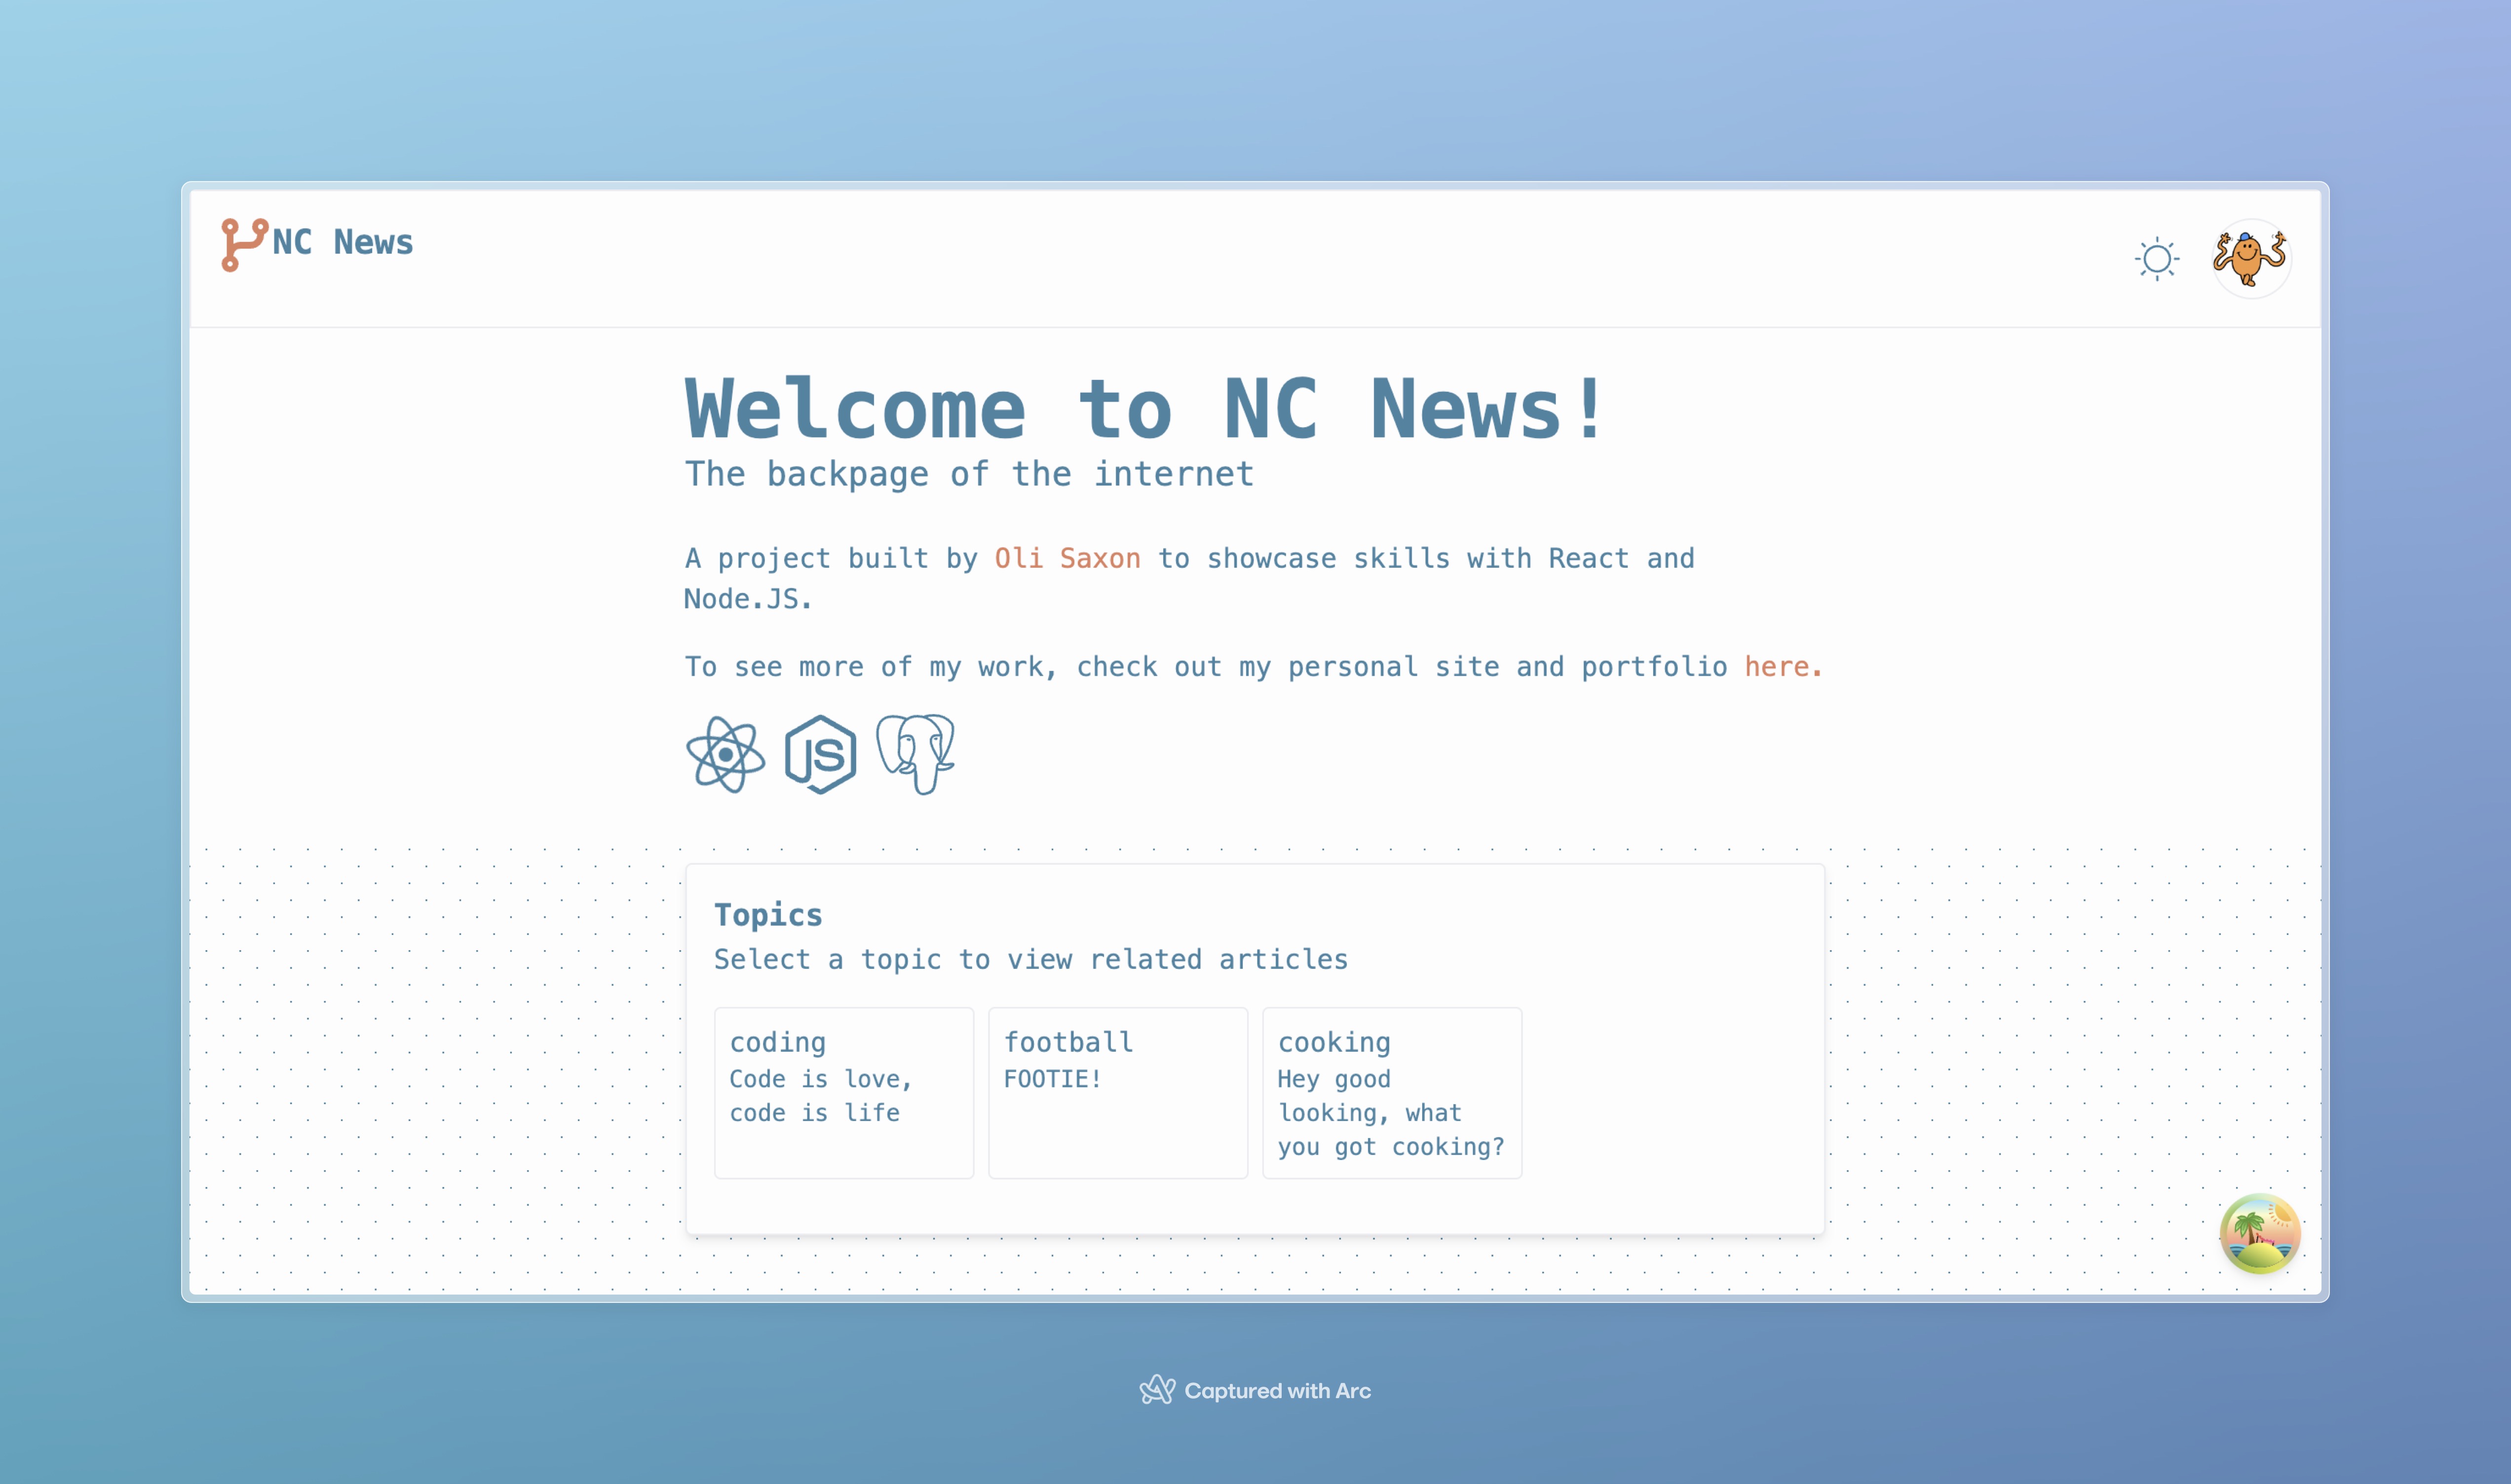 NC News
Welcome to NC News!
The backpage of the internet
A project built by Oli Saxon to showcase skills with React and
Node.JS.
To see more of my work, check out my personal site and portfolio here.
JS
Topics
Select a topic to view related articles
coding
Code is love,
code is life
football
FOOTIE!
cooking
Hey good
looking, what
you got cooking?
Captured with Arc